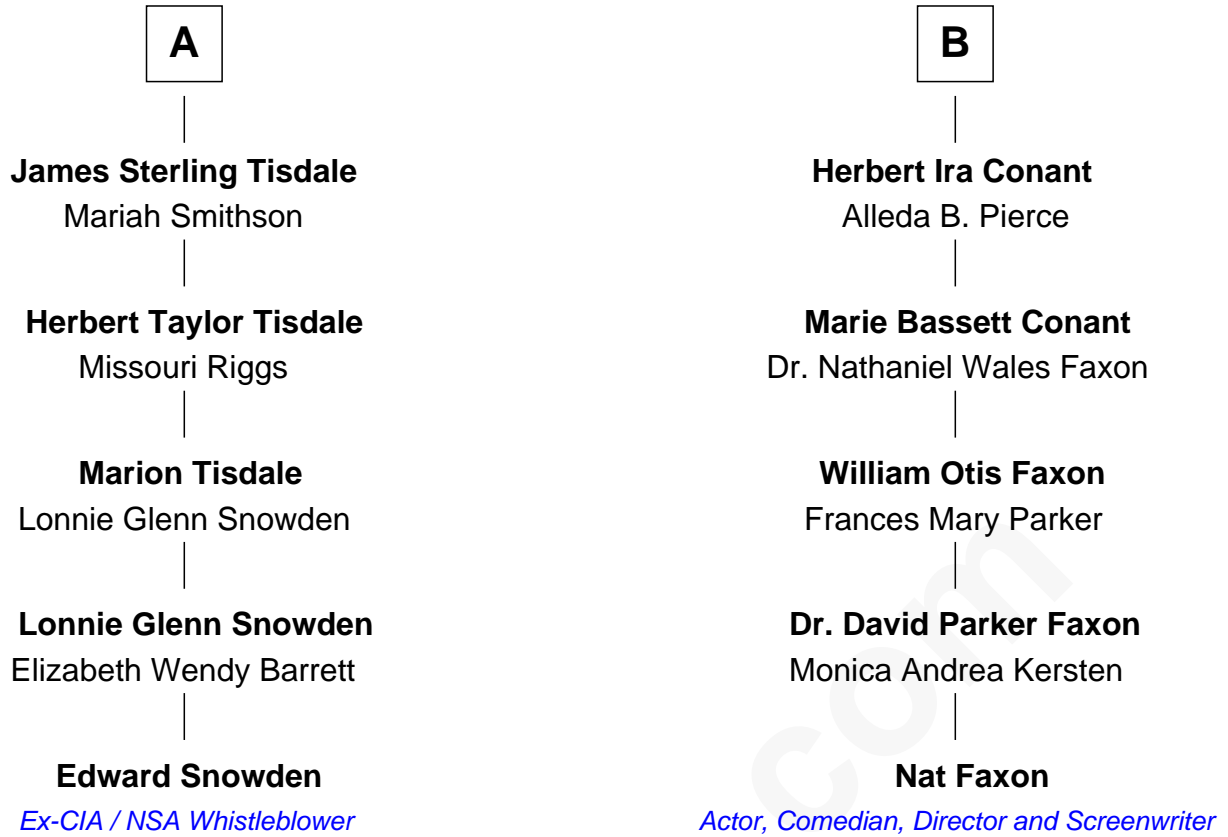 A
James Sterling Tisdale
Mariah Smithson
Herbert Taylor Tisdale
Missouri Riggs
Marion Tisdale
Lonnie Glenn Snowden
Lonnie Glenn Snowden
Elizabeth Wendy Barrett
Edward Snowden
Ex-CIA / NSA Whistleblower
B
Herbert Ira Conant
Alleda B. Pierce
Marie Bassett Conant
Dr. Nathaniel Wales Faxon
William Otis Faxon
Frances Mary Parker
Dr. David Parker Faxon
Monica Andrea Kersten
Nat Faxon
Actor, Comedian, Director and Screenwriter
com